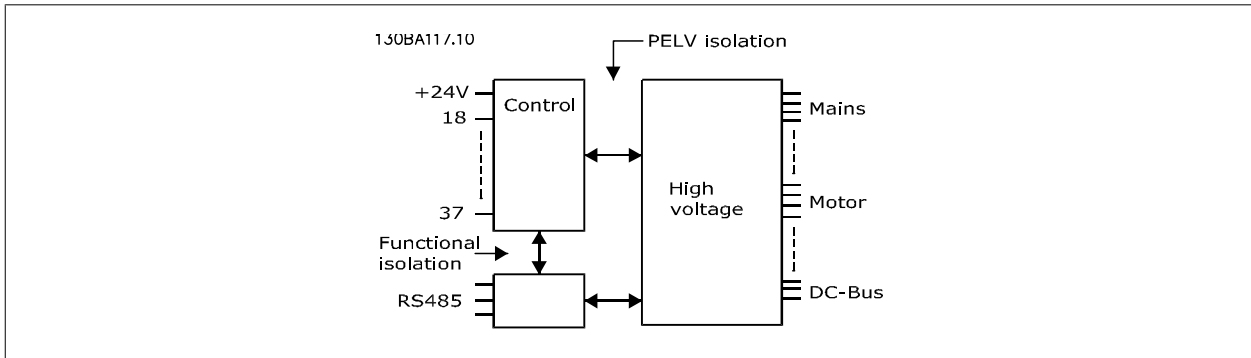 130BA117.10
PELV isolation
+24V
Control
18
Mains
37
High
voltage
Motor
Functional
isolation
RS485
DC-Bus